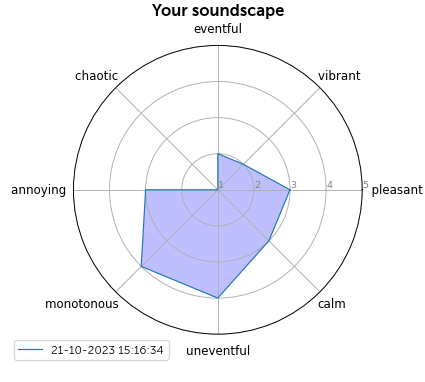 Your soundscape
eventful
chaotic
vibrant
annoying
1
2
3
4
5
pleasant
monotonous
calm
uneventful
21-10-2023 15:16:34